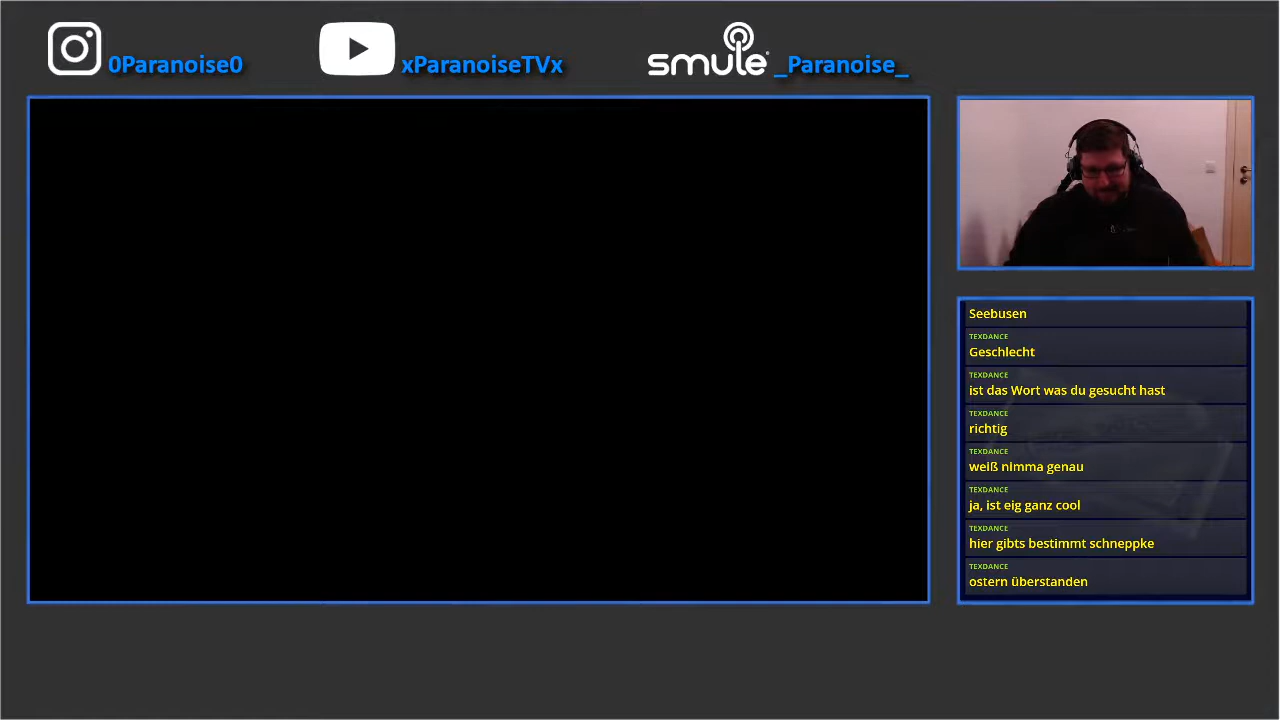 0Paranoise0
xParanoiseTVx
smule
_Paranoise_
Seebusen
TEXDANCE
Geschlecht
TEXDANCE
ist das Wort was du gesucht hast
TEXDANCE
richtig
TEXDANCE
weiß nimma genau
TEXDANCE
ja, ist eig ganz cool
TEXDANCE
hier gibts bestimmt schneppke
TEXDANCE
ostern überstanden